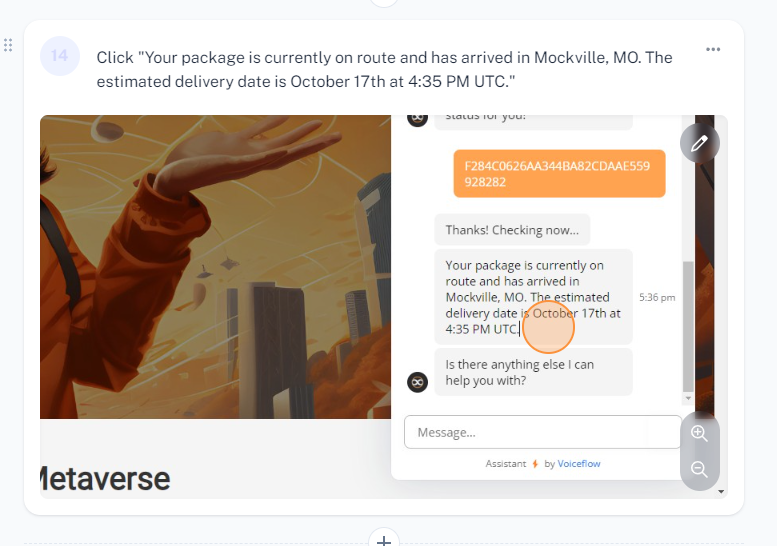 14
Click "Your package is currently on route and has arrived in Mockville, MO. The
estimated delivery date is October 17th at 4:35 PM UTC."
status for you!
F284C0626AA344BA82CDAAE559
928282
Thanks! Checking now...
Your package is currently on
route and has arrived in
Mockville, MO. The estimated
delivery date is October 17th at
4:35 PM UTC.
5:36 pm
Is there anything else I can
help you with?
Message...
Assistant by Voiceflow
Metaverse